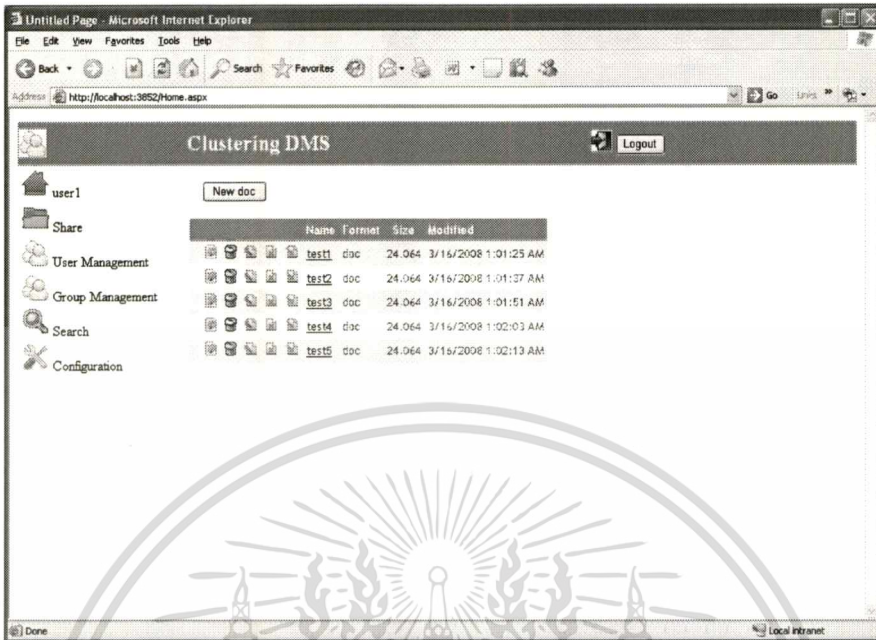 Untitled Page - Microsoft Internet Explorer
File Edit View Favorites Tools Help
Back Search Favorites
Address http://localhost:3852/Home.aspx Go Links »
Clustering DMS Logout
user1
New doc
Share
User Management
Group Management
Search
Configuration
Name Format Size Modified
test1 doc 24.064 3/16/2008 1:01:25 AM
test2 doc 24.064 3/16/2008 1:01:37 AM
test3 doc 24.064 3/16/2008 1:01:51 AM
test4 doc 24.064 3/16/2008 1:02:03 AM
test5 doc 24.064 3/16/2008 1:02:13 AM
Done Local intranet